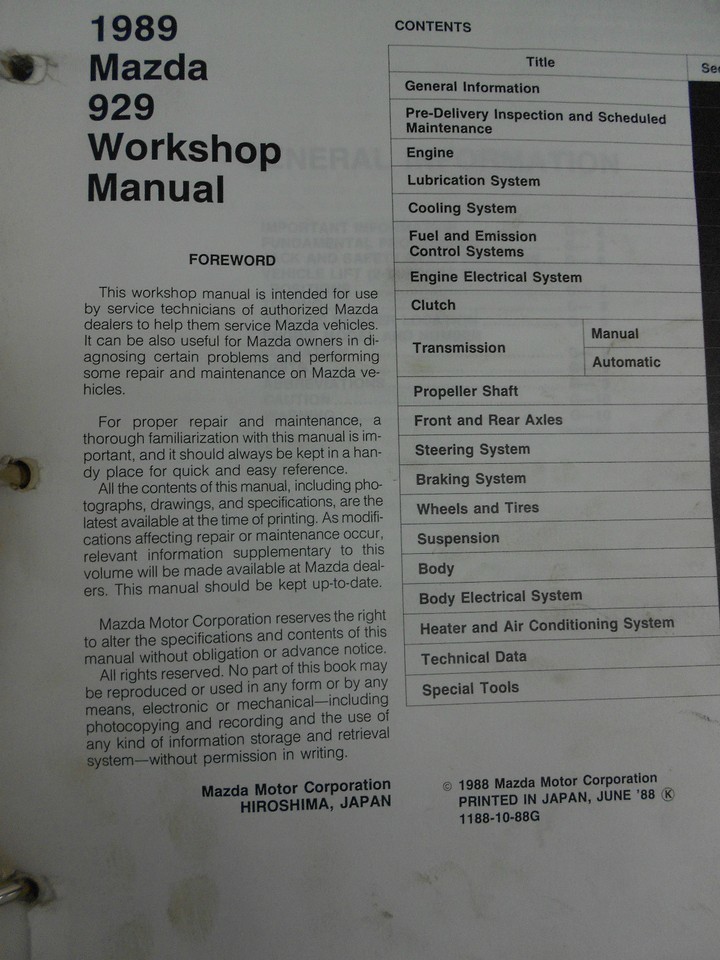 1989
Mazda
929
Workshop
Manual
FOREWORD
This workshop manual is intended for use
by service technicians of authorized Mazda
dealers to help them service Mazda vehicles.
It can be also useful for Mazda owners in di-
agnosing certain problems and performing
some repair and maintenance on Mazda ve-
hicles.
For proper repair and maintenance, a
thorough familiarization with this manual is im-
portant, and it should always be kept in a han-
dy place for quick and easy reference.
All the contents of this manual, including pho-
tographs, drawings, and specifications, are the
latest available at the time of printing. As modifi-
cations affecting repair or maintenance occur,
relevant information supplementary to this
volume will be made available at Mazda deal-
ers. This manual should be kept up-to-date.
Mazda Motor Corporation reserves the right
to alter the specifications and contents of this
manual without obligation or advance notice.
All rights reserved. No part of this book may
be reproduced or used in any form or by any
means, electronic or mechanical—including
photocopying and recording and the use of
any kind of information storage and retrieval
system—without permission in writing.
Mazda Motor Corporation
HIROSHIMA, JAPAN
CONTENTS
Title
General Information
Pre-Delivery Inspection and Scheduled
Maintenance
Engine
Lubrication System
Cooling System
Fuel and Emission
Control Systems
Engine Electrical System
Clutch
Transmission
Manual
Automatic
Propeller Shaft
Front and Rear Axles
Steering System
Braking System
Wheels and Tires
Suspension
Body
Body Electrical System
Heater and Air Conditioning System
Technical Data
Special Tools
© 1988 Mazda Motor Corporation
PRINTED IN JAPAN, JUNE '88 Ⓚ
1188-10-88G